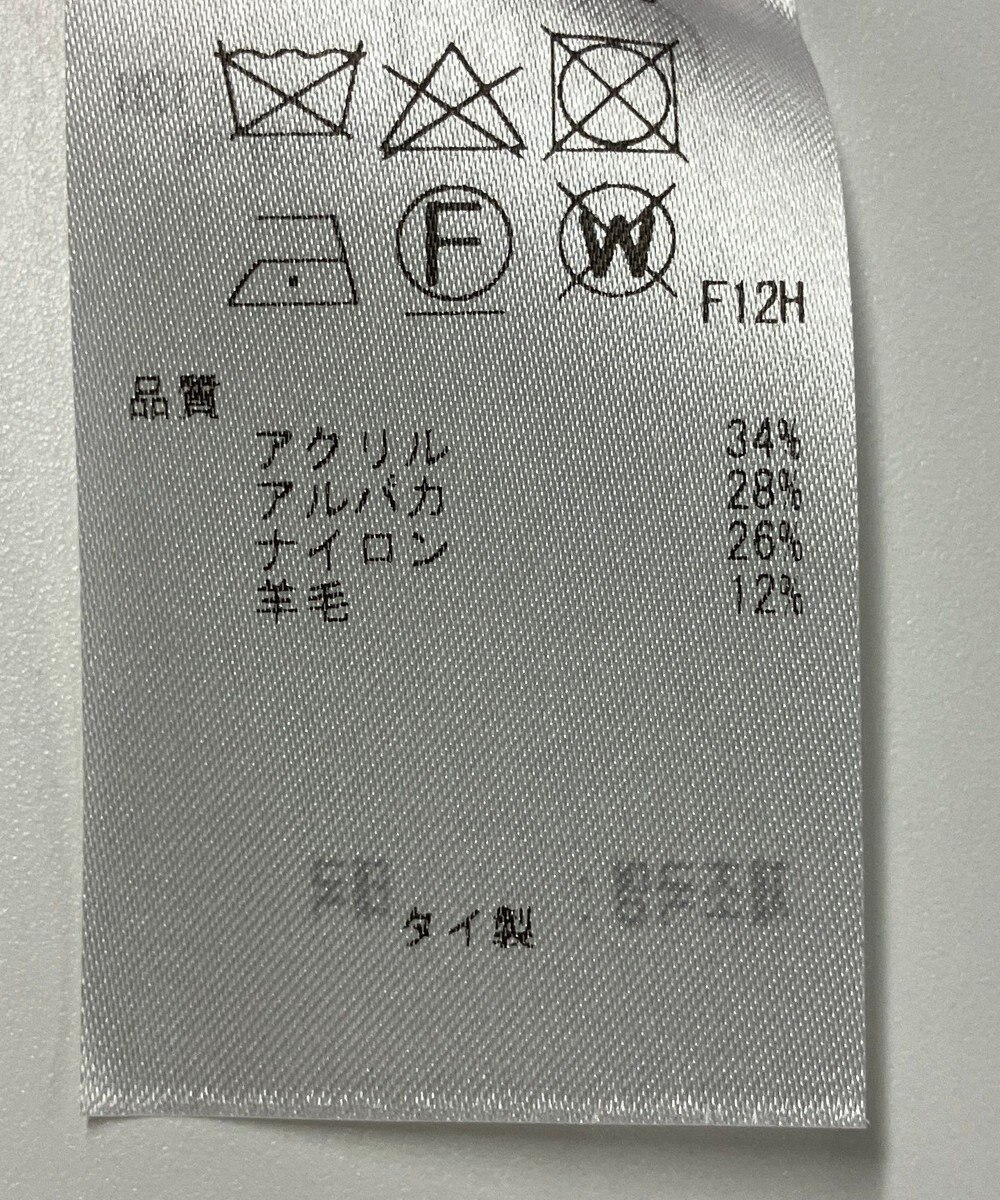 F
W
F12H
品質
アクリル 34%
アルパカ 28%
ナイロン 26%
羊毛 12%
タイ製